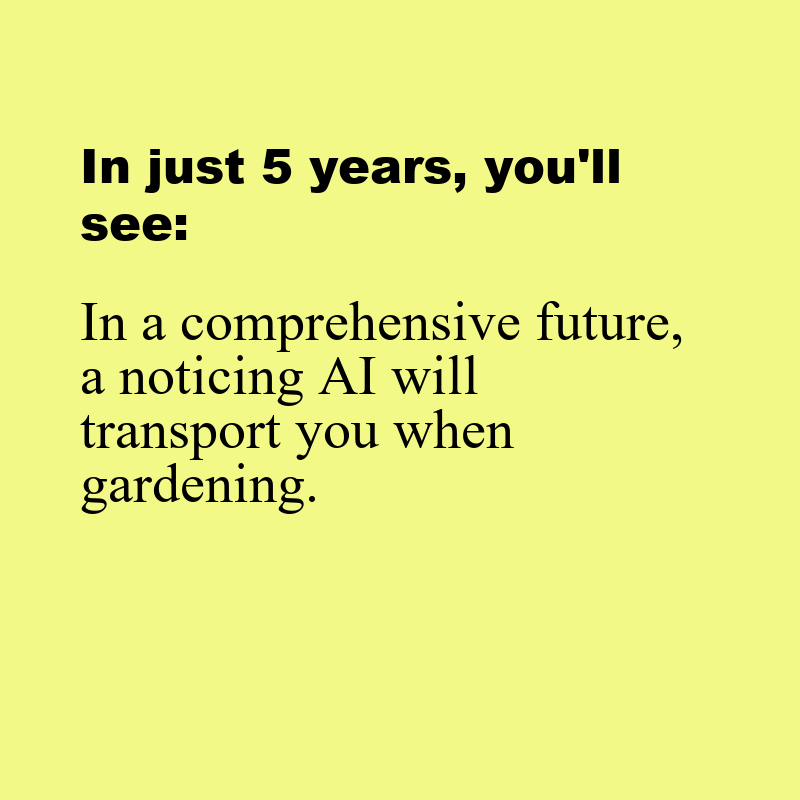 In just 5 years, you'll
see:
In a comprehensive future,
a noticing AI will
transport you when
gardening.